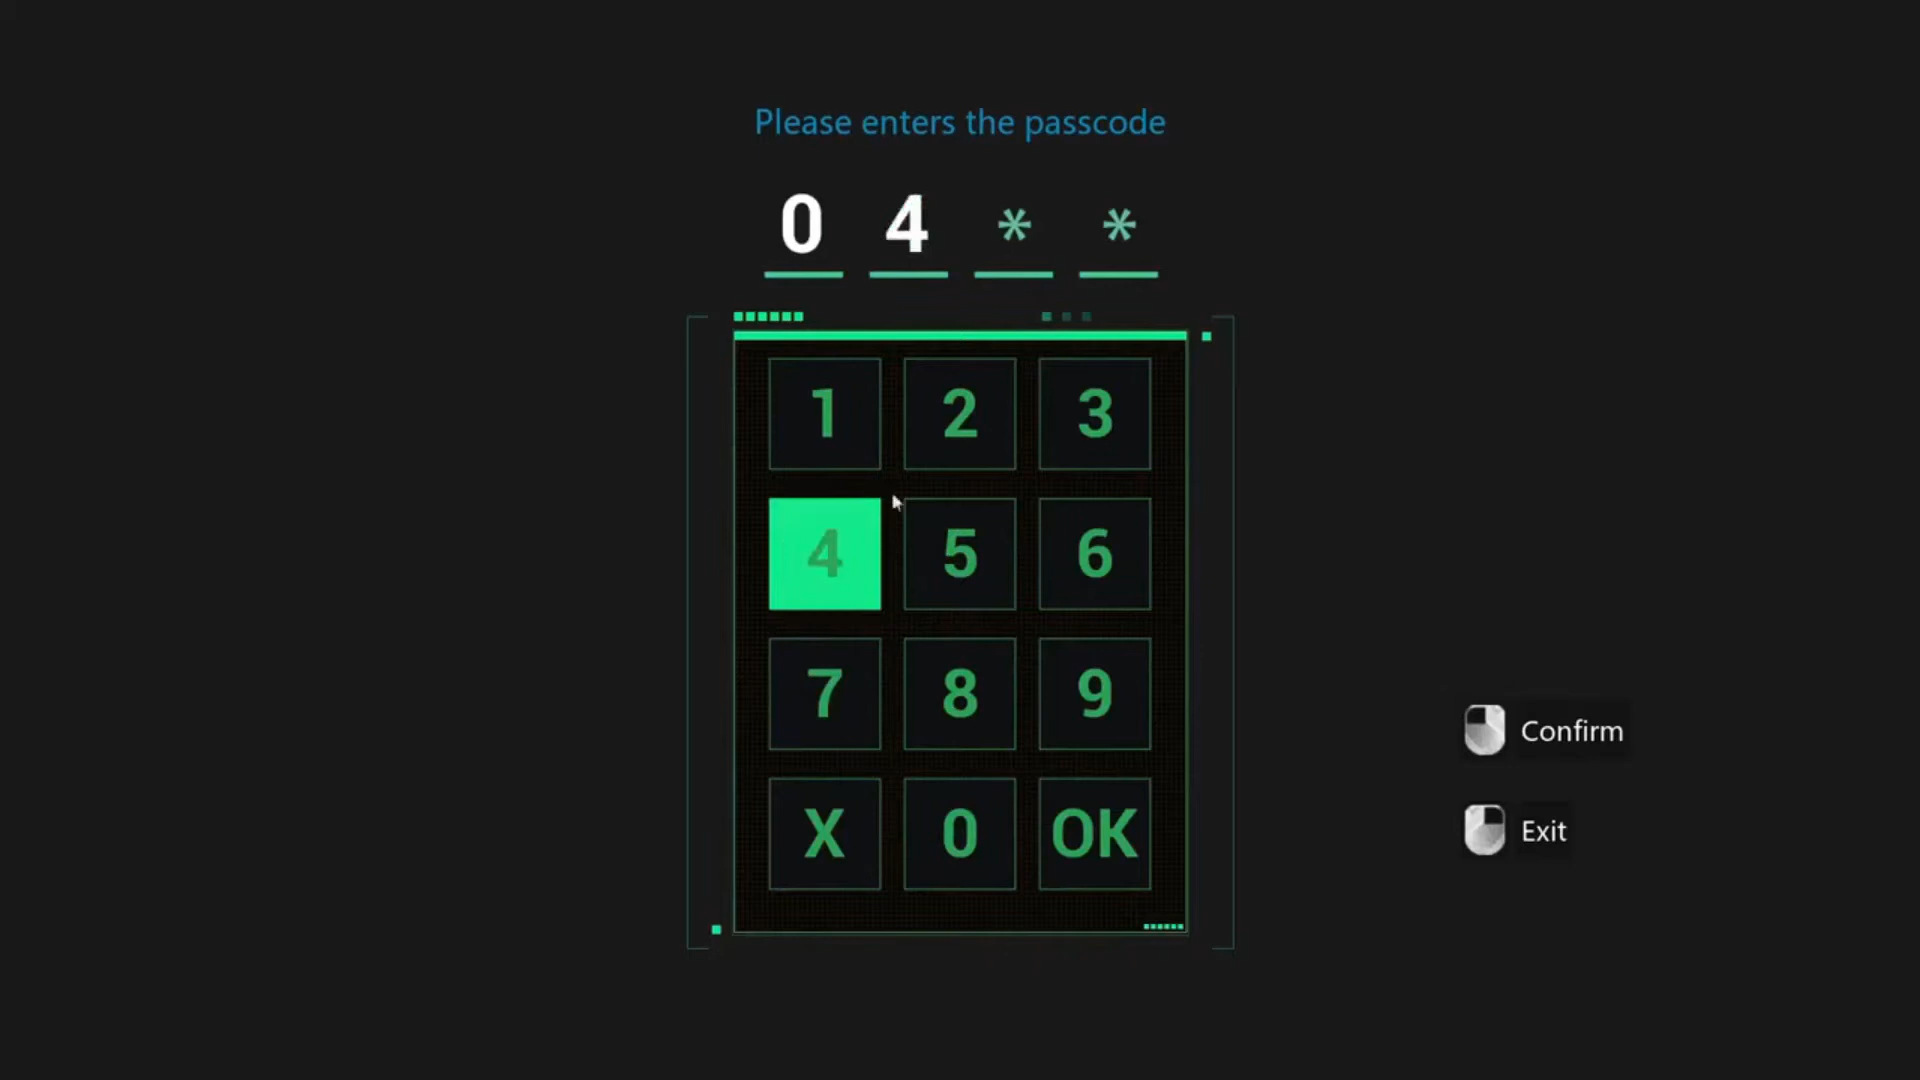 Please enters the passcode
0 4 * *
1 2 3
4 5 6
7 8 9
X 0 OK
Confirm
Exit